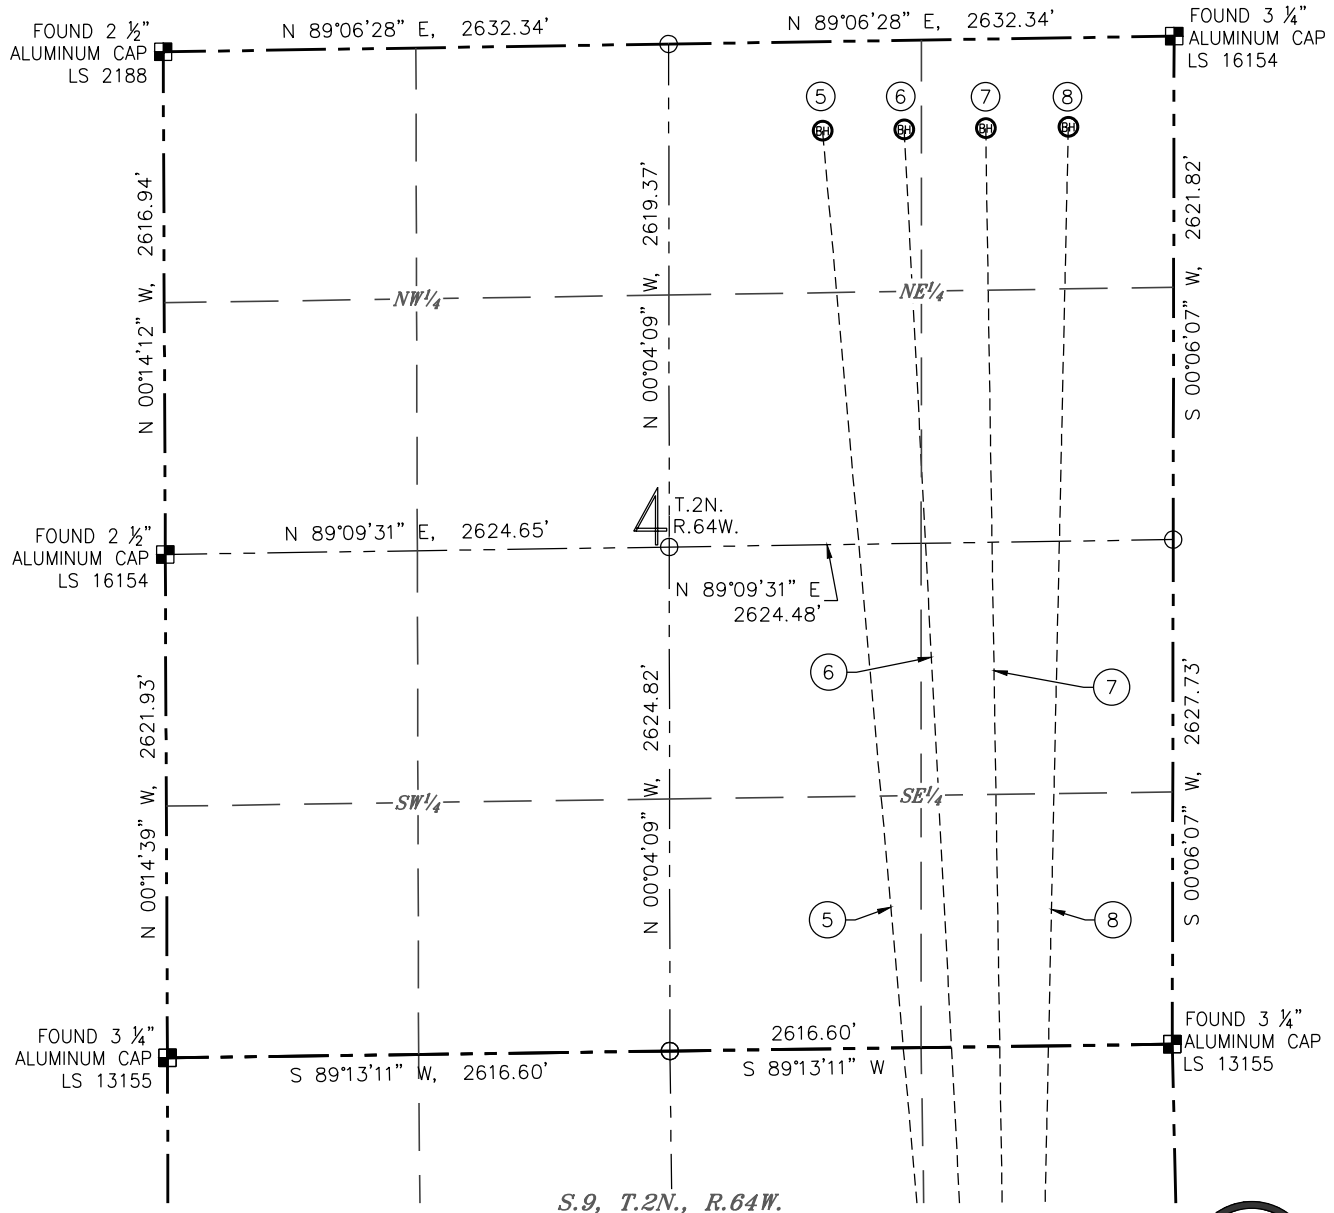 FOUND 2 ½"
ALUMINUM CAP
LS 2188
N 89°06'28" E, 2632.34'
N 89°06'28" E, 2632.34'
FOUND 3 ¼"
ALUMINUM CAP
LS 16154
5
6
7
8
BH
BH
BH
BH
N 00°14'12" W, 2616.94'
N 00°04'09" W, 2619.37'
S 00°06'07" W, 2621.82'
NW¼
NE¼
FOUND 2 ½"
ALUMINUM CAP
LS 16154
N 89°09'31" E, 2624.65'
4
T.2N.
R.64W.
N 89°09'31" E
2624.48'
6
7
N 00°14'39" W, 2621.93'
N 00°04'09" W, 2624.82'
S 00°06'07" W, 2627.73'
SW¼
SE¼
5
8
FOUND 3 ¼"
ALUMINUM CAP
LS 13155
S 89°13'11" W, 2616.60'
2616.60'
S 89°13'11" W
FOUND 3 ¼"
ALUMINUM CAP
LS 13155
S.9, T.2N., R.64W.